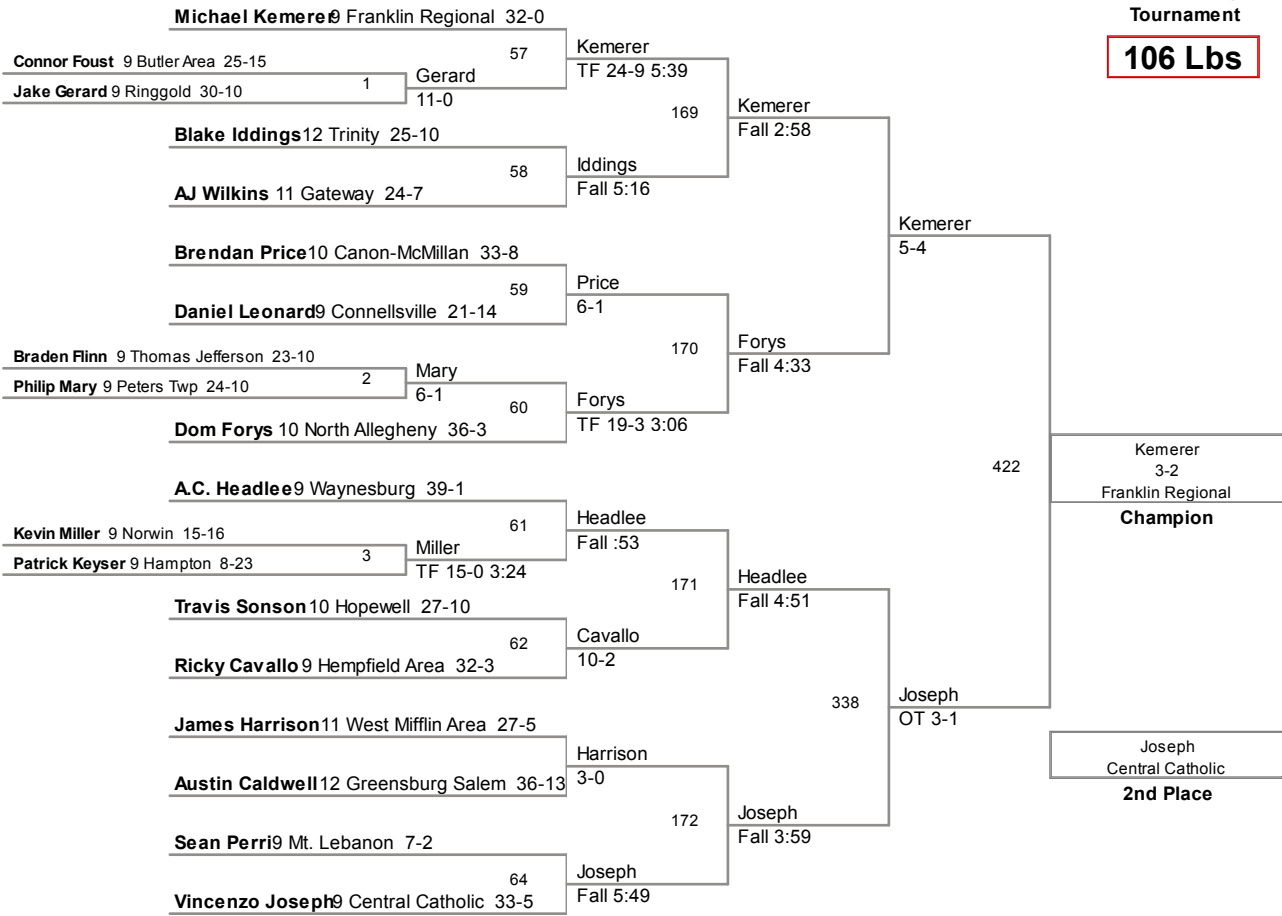 Tournament
106 Lbs
Michael Kemerer 9 Franklin Regional 32-0
57
Kemerer
TF 24-9 5:39
Connor Foust 9 Butler Area 25-15
1
Gerard
11-0
Jake Gerard 9 Ringgold 30-10
169
Kemerer
Fall 2:58
Blake Iddings 12 Trinity 25-10
58
Iddings
Fall 5:16
AJ Wilkins 11 Gateway 24-7
Kemerer
5-4
Brendan Price 10 Canon-McMillan 33-8
59
Price
6-1
Daniel Leonard 9 Connellsville 21-14
170
Forys
Fall 4:33
Braden Flinn 9 Thomas Jefferson 23-10
2
Mary
6-1
Philip Mary 9 Peters Twp 24-10
60
Forys
TF 19-3 3:06
Dom Forys 10 North Allegheny 36-3
422
Kemerer
3-2
Franklin Regional
Champion
A.C. Headlee 9 Waynesburg 39-1
61
Headlee
Fall :53
Kevin Miller 9 Norwin 15-16
3
Miller
TF 15-0 3:24
Patrick Keyser 9 Hampton 8-23
171
Headlee
Fall 4:51
Travis Sonson 10 Hopewell 27-10
62
Cavallo
10-2
Ricky Cavallo 9 Hempfield Area 32-3
338
Joseph
OT 3-1
James Harrison 11 West Mifflin Area 27-5
Harrison
3-0
Austin Caldwell 12 Greensburg Salem 36-13
172
Joseph
Fall 3:59
Sean Perri 9 Mt. Lebanon 7-2
64
Joseph
Fall 5:49
Vincenzo Joseph 9 Central Catholic 33-5
Joseph
Central Catholic
2nd Place